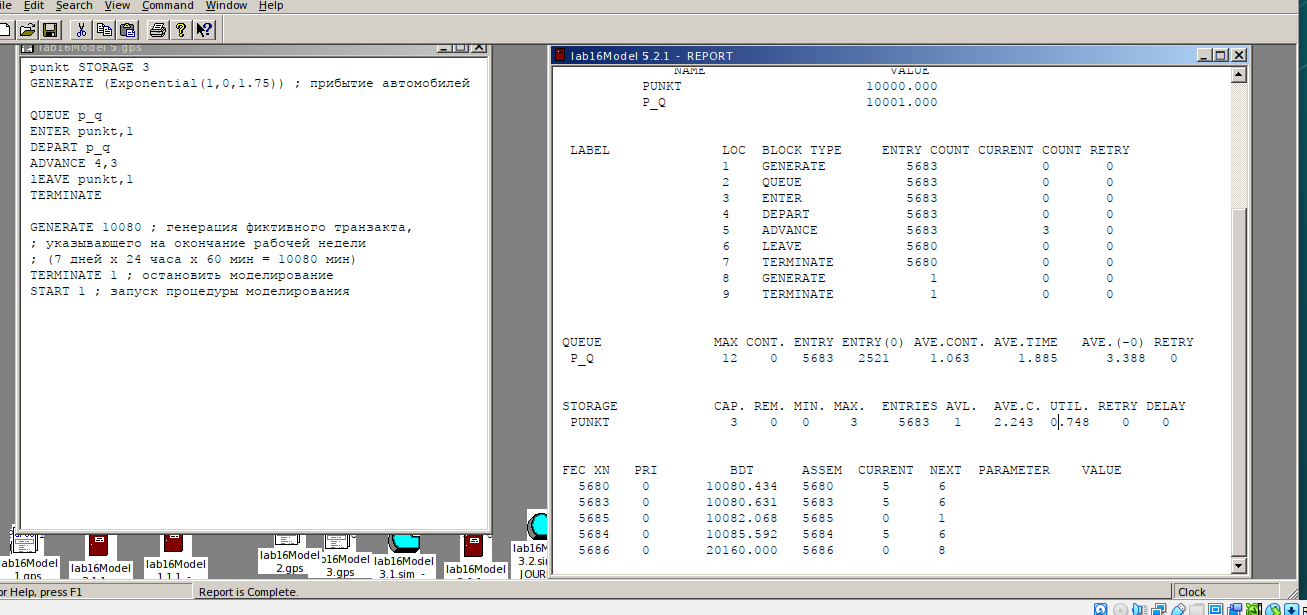 ile Edit Search View Command Window Help
lab16Model 5.gps
punkt STORAGE 3
GENERATE (Exponential(1,0,1.75)) ; прибытие автомобилей
QUEUE p_q
ENTER punkt,1
DEPART p_q
ADVANCE 4,3
lEAVE punkt,1
TERMINATE
GENERATE 10080 ; генерация фиктивного транзакта,
; указывающего на окончание рабочей недели
; (7 дней x 24 часа x 60 мин = 10080 мин)
TERMINATE 1 ; остановить моделирование
START 1 ; запуск процедуры моделирования
lab16Model 5.2.1 - REPORT
NAME VALUE
PUNKT 10000.000
P_Q 10001.000
LABEL LOC BLOCK TYPE ENTRY COUNT CURRENT COUNT RETRY
1 GENERATE 5683 0 0
2 QUEUE 5683 0 0
3 ENTER 5683 0 0
4 DEPART 5683 0 0
5 ADVANCE 5683 3 0
6 LEAVE 5680 0 0
7 TERMINATE 5680 0 0
8 GENERATE 1 0 0
9 TERMINATE 1 0 0
QUEUE MAX CONT. ENTRY ENTRY(0) AVE.CONT. AVE.TIME AVE.(-0) RETRY
P_Q 12 0 5683 2521 1.063 1.885 3.388 0
STORAGE CAP. REM. MIN. MAX. ENTRIES AVL. AVE.C. UTIL. RETRY DELAY
PUNKT 3 0 0 3 5683 1 2.243 0.748 0 0
FEC XN PRI BDT ASSEM CURRENT NEXT PARAMETER VALUE
5680 0 10080.434 5680 5 6
5683 0 10080.631 5683 5 6
5685 0 10082.068 5685 0 1
5684 0 10085.592 5684 5 6
5686 0 20160.000 5686 0 8
lab16Model
1.gps
lab16Model
lab16Model
1.1.1 -
lab16Model
2.gps
b16Model
3.gps
lab16Model
3.1.sim -
lab16Model
lab16M
3.2.si
JOUR
or Help, press F1
Report is Complete.
Clock